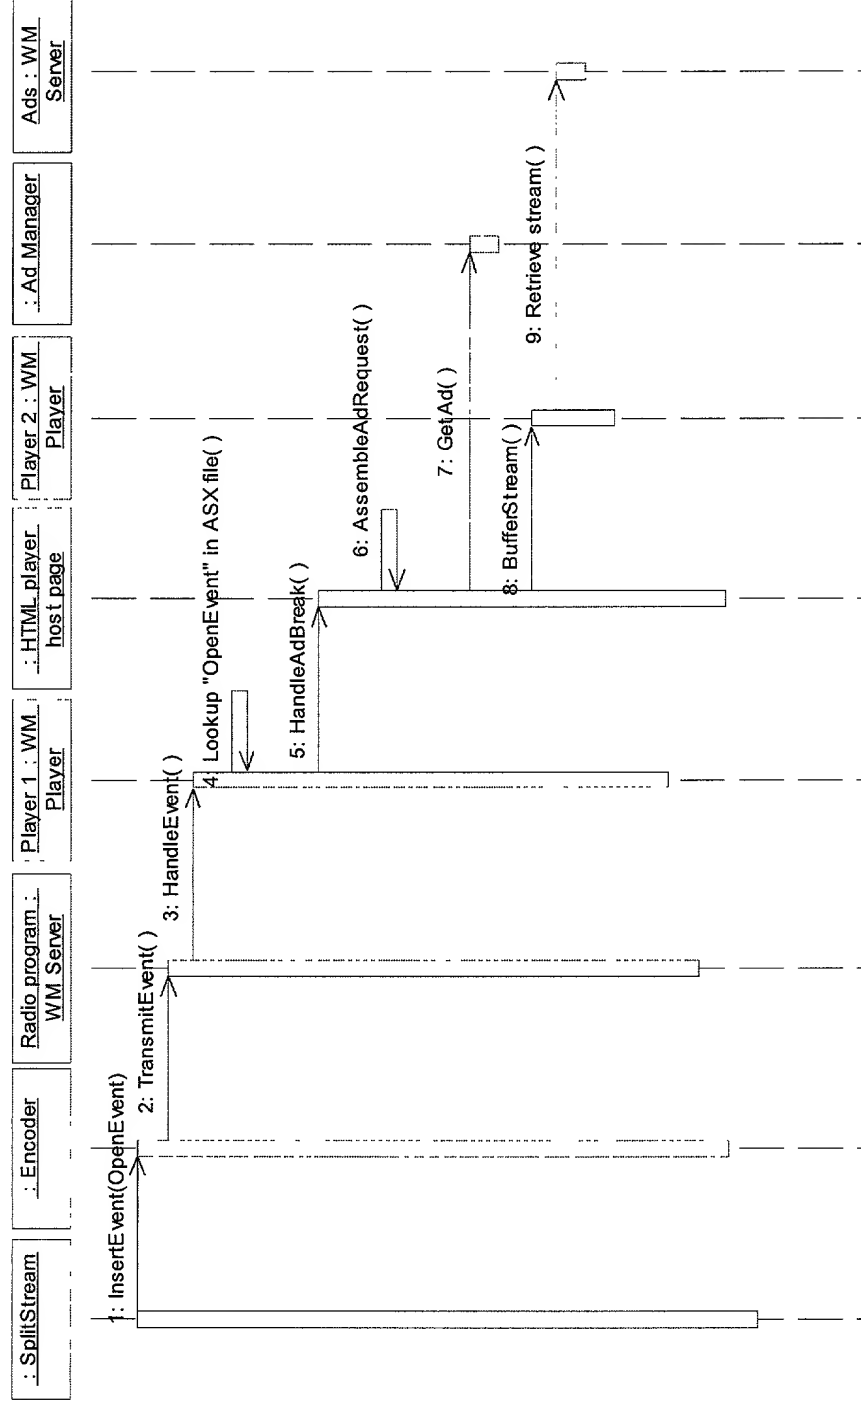 : SplitStream
: Encoder
Radio program :
WM Server
Player 1 : WM
Player
: HTML player
host page
Player 2 : WM
Player
: Ad Manager
Ads : WM
Server
1: InsertEvent(OpenEvent)
2: TransmitEvent( )
3: HandleEvent( )
4: Lookup "OpenEvent" in ASX file( )
5: HandleAdBreak( )
6: AssembleAdRequest( )
7: GetAd( )
8: BufferStream( )
9: Retrieve stream( )